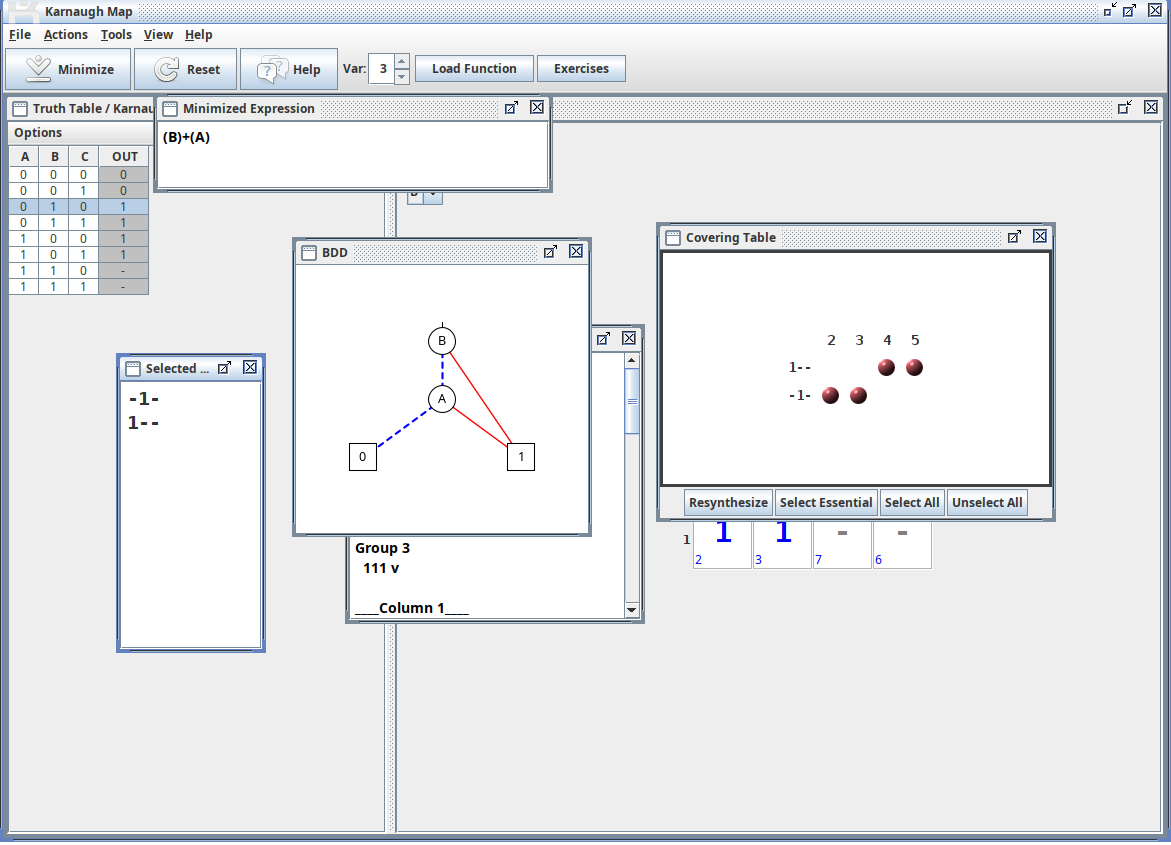 Karnaugh Map
File Actions Tools View Help
Minimize Reset Help Var: 3 Load Function Exercises
Truth Table / Karnau
Options
A B C OUT
0 0 0 0
0 0 1 0
0 1 0 1
0 1 1 1
1 0 0 1
1 0 1 1
1 1 0 -
1 1 1 -
Minimized Expression
(B)+(A)
BDD
B
A
0 1
Covering Table
2 3 4 5
1--
-1-
Resynthesize Select Essential Select All Unselect All
Selected ...
-1-
1--
Group 3
111 v
____Column 1____
1 1 1 - -
2 3 7 6